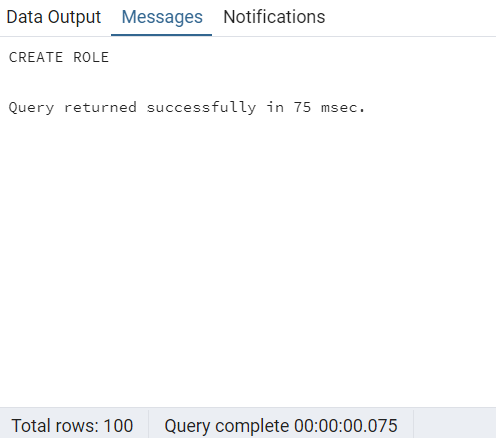 Data Output Messages Notifications
CREATE ROLE
Query returned successfully in 75 msec.
Total rows: 100 Query complete 00:00:00.075